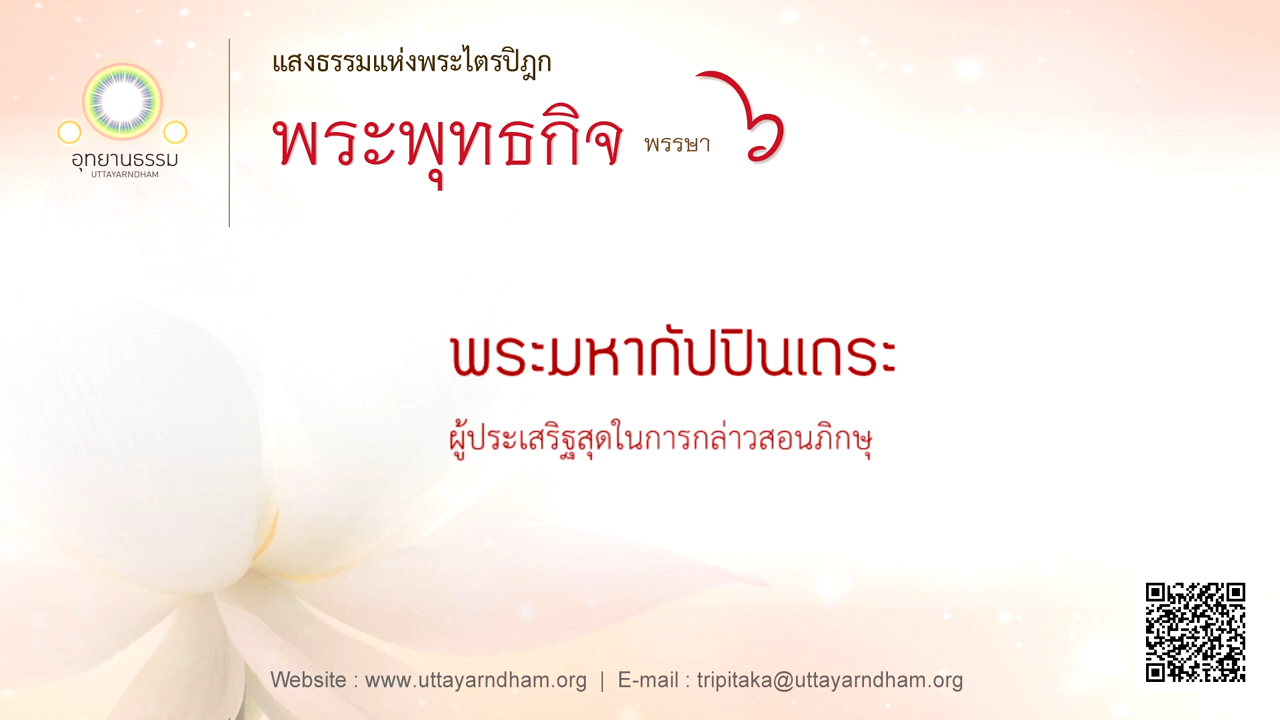 แสงธรรมแห่งพระไตรปิฎก
พระพุทธกิจ พรรษา ๖
อุทยานธรรม
UTTAYARNDHAM
พระมหากัปปินเถระ
ผู้ประเสริฐสุดในการกล่าวสอนภิกษุ
Website : www.uttayarndham.org | E-mail : tripitaka@uttayarndham.org